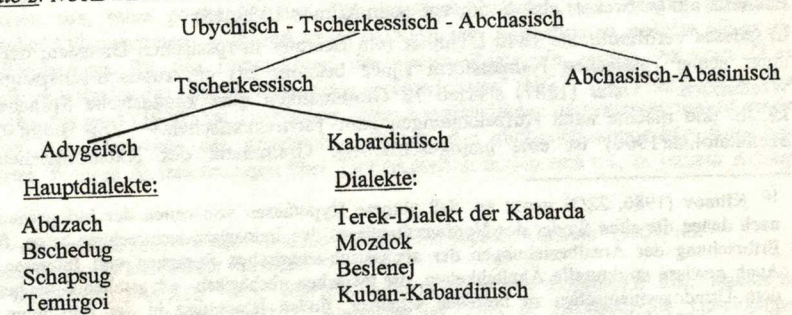 Ubychisch - Tscherkessisch - Abchasisch
Tscherkessisch
Abchasisch-Abasinisch
Adygeisch
Kabardinisch
Hauptdialekte:
Abdzach
Bschedug
Schapsug
Temirgoi
Dialekte:
Terek-Dialekt der Kabarda
Mozdok
Beslenej
Kuban-Kabardinisch